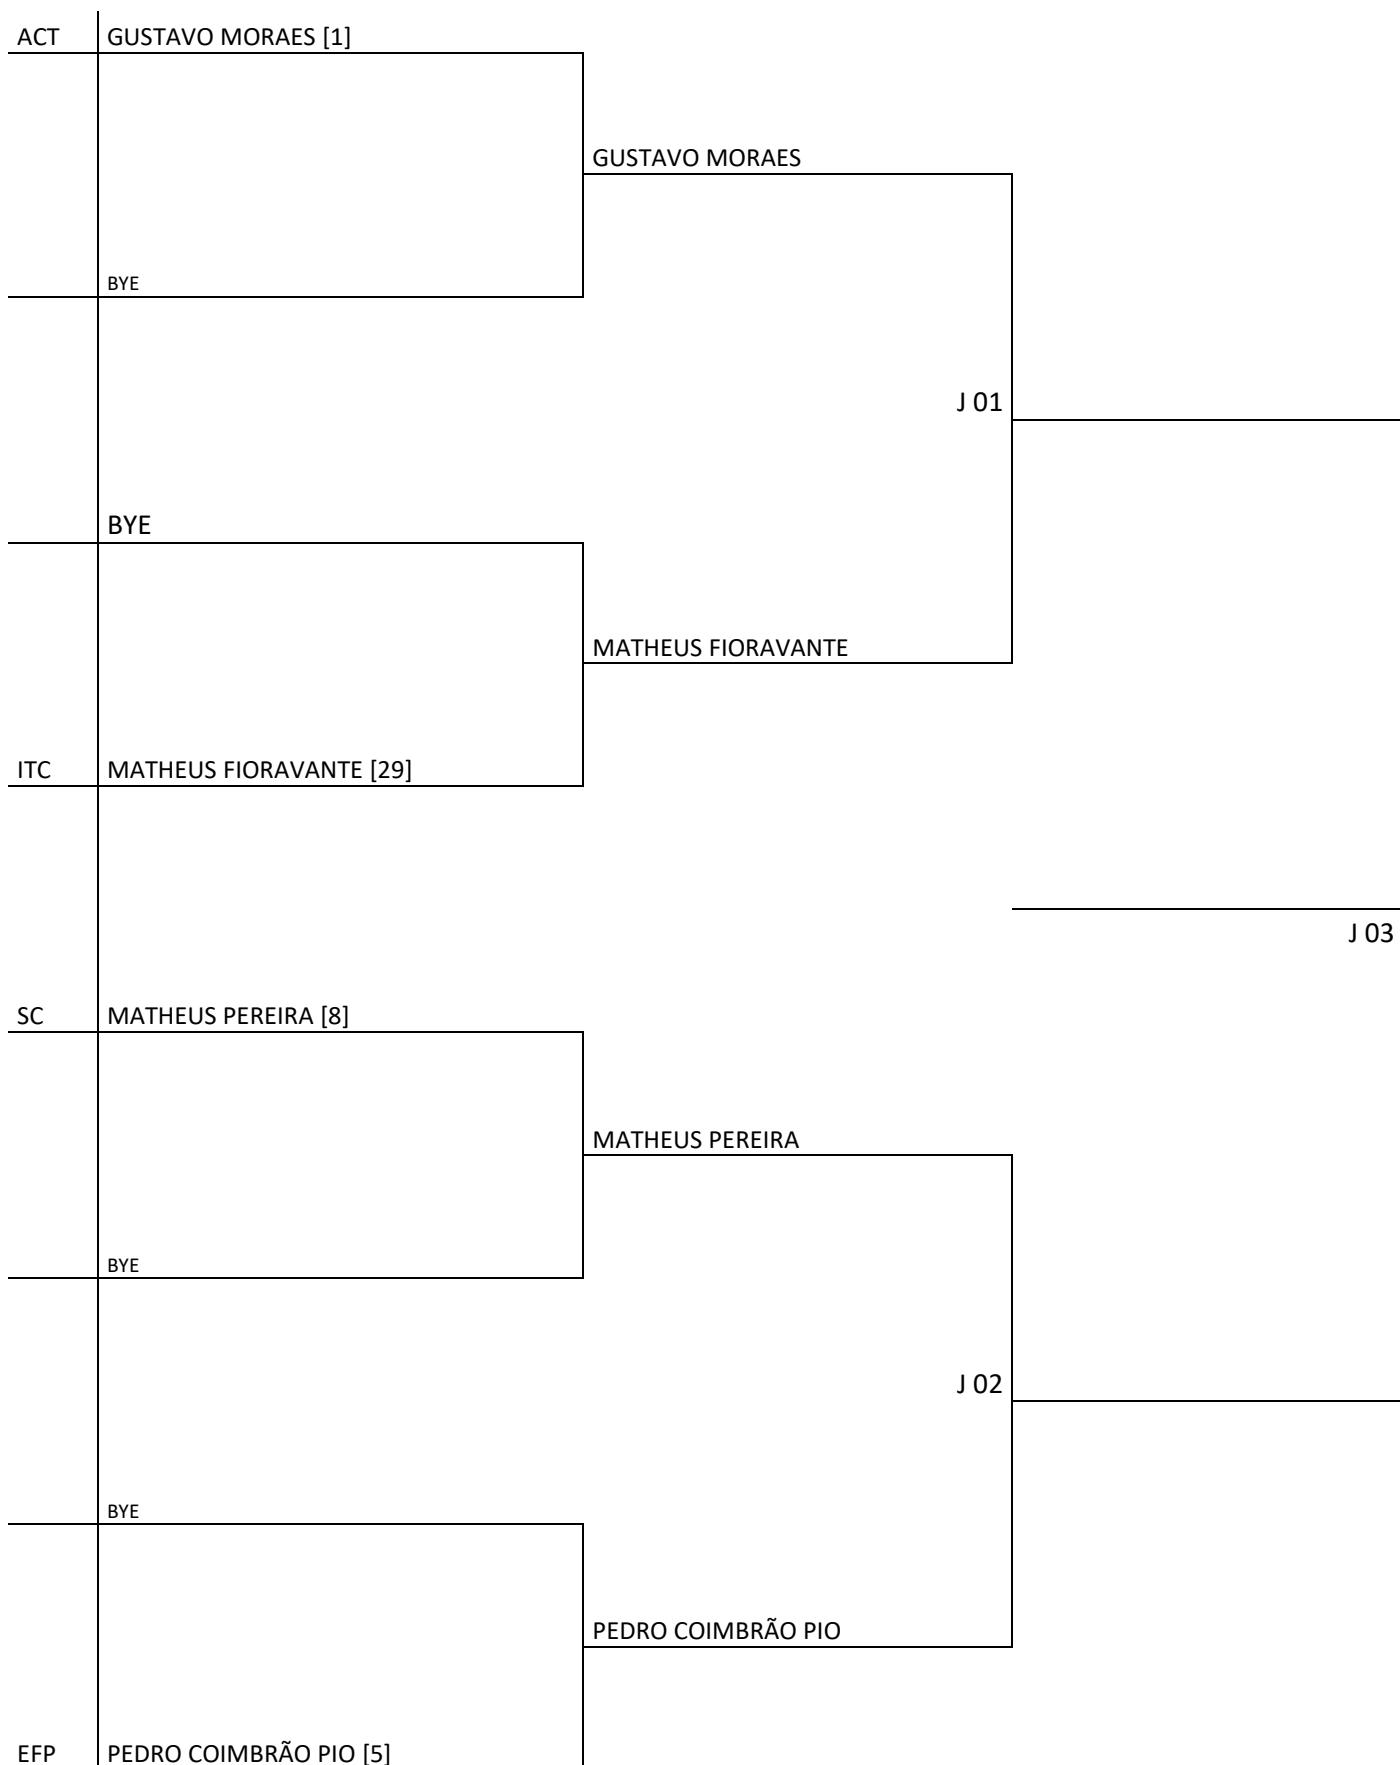 ACT GUSTAVO MORAES [1]
GUSTAVO MORAES
BYE
J 01
BYE
MATHEUS FIORAVANTE
ITC MATHEUS FIORAVANTE [29]
J 03
SC MATHEUS PEREIRA [8]
MATHEUS PEREIRA
BYE
J 02
BYE
PEDRO COIMBRÃO PIO
EFP PEDRO COIMBRÃO PIO [5]